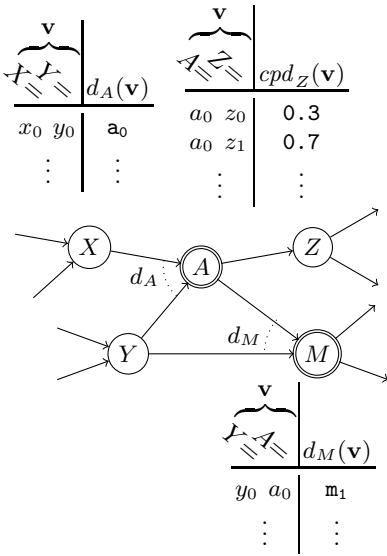 v v
X= Y= d_A(v) A= Z= cpd_Z(v)
x_0 y_0 a_0 a_0 z_0 0.3
⋮ ⋮ a_0 z_1 0.7
⋮ ⋮
X A Z
d_A
d_M
Y M
v
Y= A= d_M(v)
y_0 a_0 m_1
⋮ ⋮